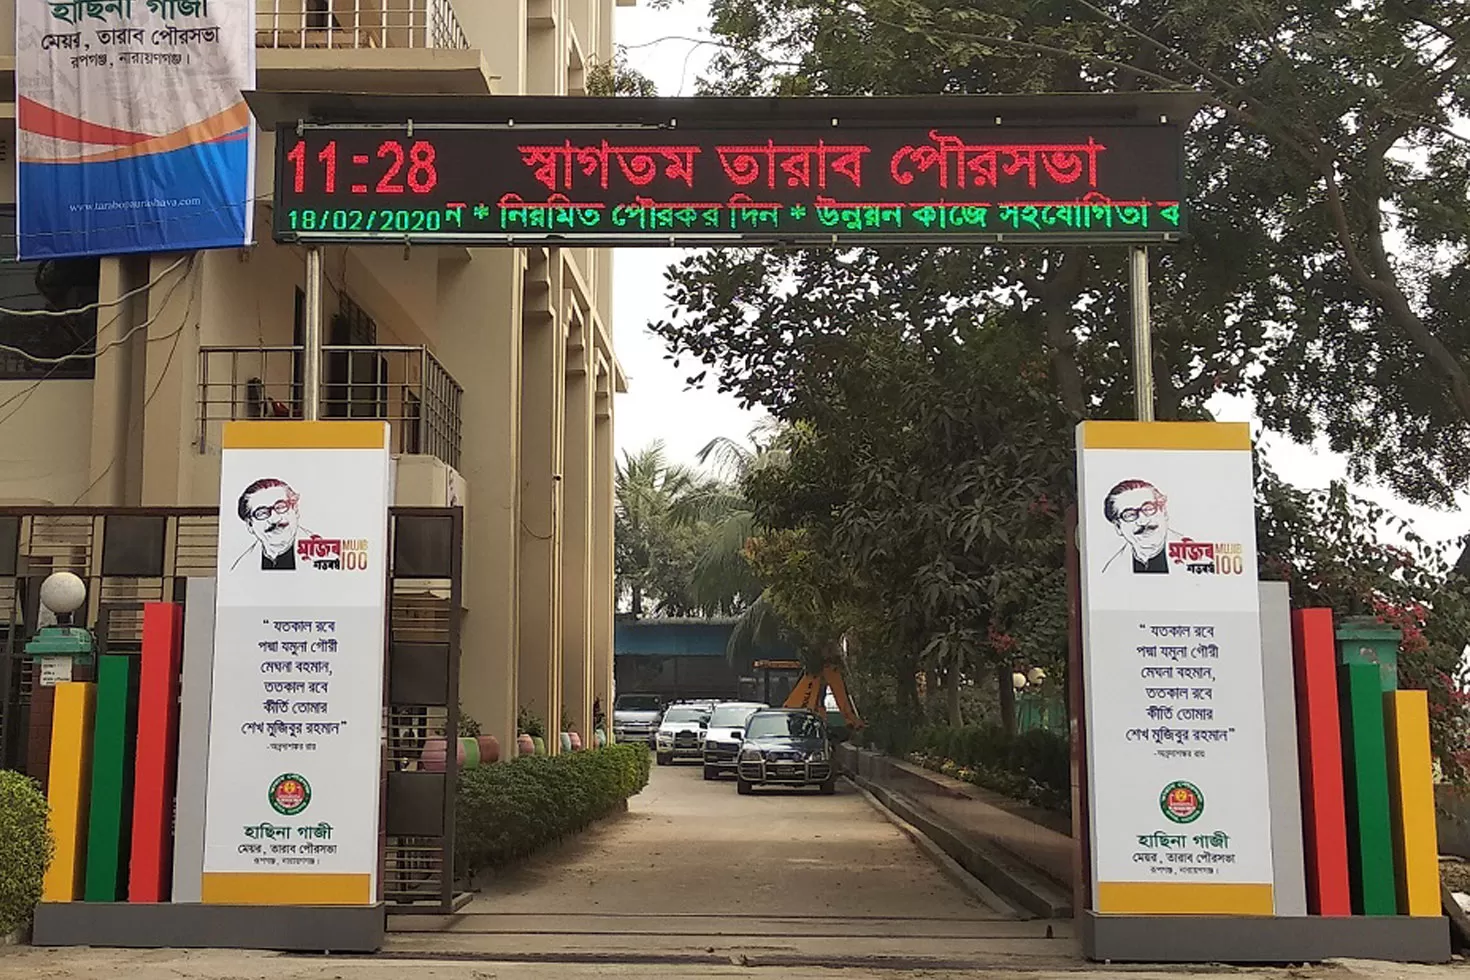 হাছিনা গাজী
মেয়র, তারাব পৌরসভা
রূপগঞ্জ, নারায়ণগঞ্জ।
www.tarabopaurashava.com
11:28 স্বাগতম তারাব পৌরসভা
18/02/2020 ন * নিয়মিত পৌরকর দিন * উন্নয়ন কাজে সহযোগিতা ক
মুজিব MUJIB
শতবর্ষ 100
“ যতকাল রবে
পদ্মা যমুনা গৌরী
মেঘনা বহমান,
ততকাল রবে
কীর্তি তোমার
শেখ মুজিবুর রহমান”
-অন্নদাশঙ্কর রায়
হাছিনা গাজী
মেয়র, তারাব পৌরসভা
রূপগঞ্জ, নারায়ণগঞ্জ।
মুজিব MUJIB
শতবর্ষ 100
“ যতকাল রবে
পদ্মা যমুনা গৌরী
মেঘনা বহমান,
ততকাল রবে
কীর্তি তোমার
শেখ মুজিবুর রহমান”
-অন্নদাশঙ্কর রায়
হাছিনা গাজী
মেয়র, তারাব পৌরসভা
রূপগঞ্জ, নারায়ণগঞ্জ।